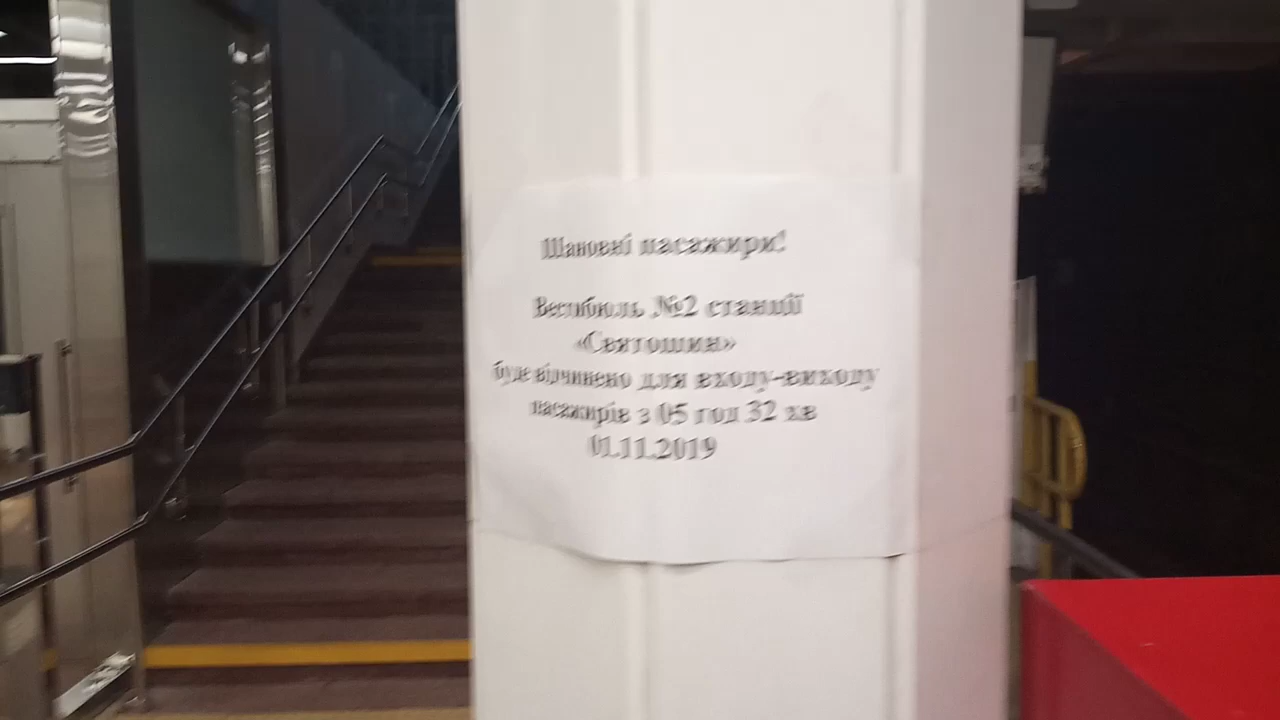 Шановні пасажири!
Вестибюль №2 станції
«Святошин»
буде відчинено для входу-виходу
пасажирів з 05 год 32 хв
01.11.2019